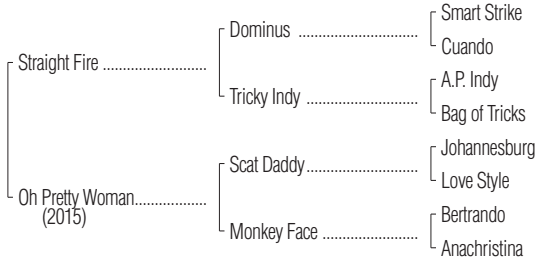 Smart Strike
Dominus ................................
Cuando
Straight Fire ............................
A.P. Indy
Tricky Indy ..............................
Bag of Tricks
Johannesburg
Scat Daddy..............................
Love Style
Oh Pretty Woman...................
(2015)
Bertrando
Monkey Face ..........................
Anachristina